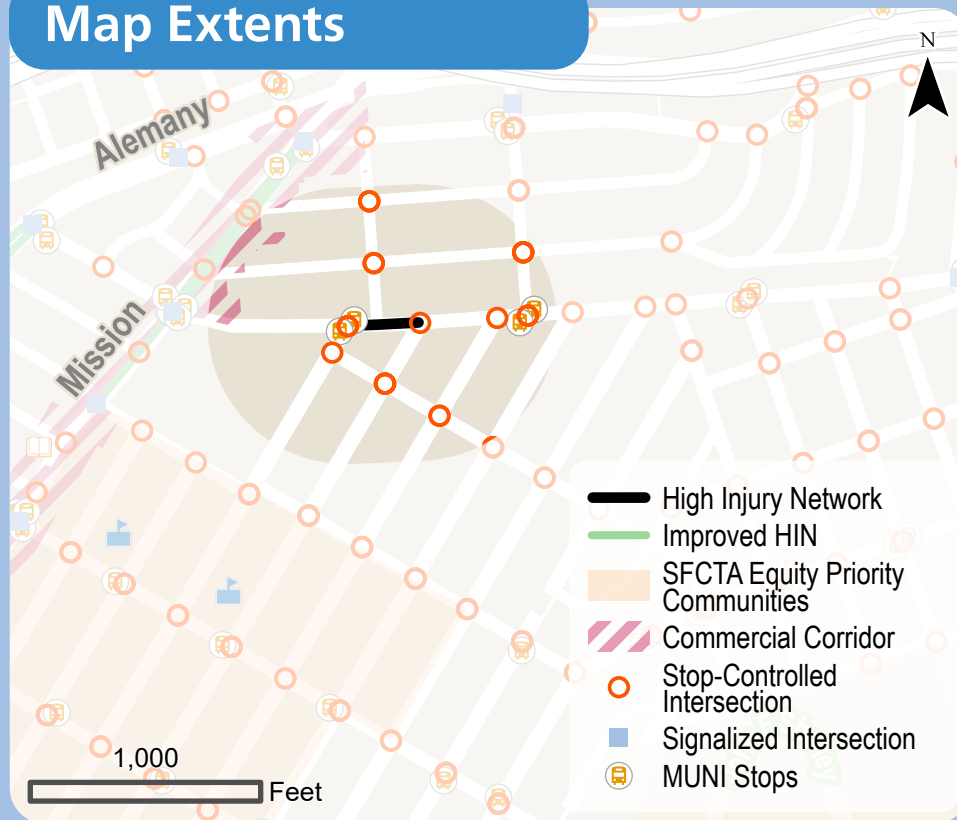 Map Extents
N
Alemany
Mission
High Injury Network
Improved HIN
SFCTA Equity Priority
Communities
Commercial Corridor
Stop-Controlled
Intersection
Signalized Intersection
MUNI Stops
1,000
Feet